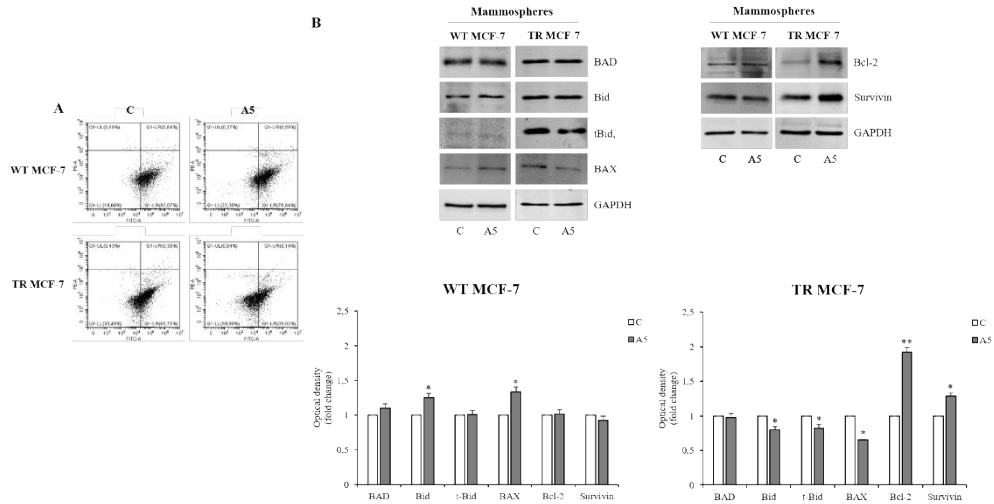 B
Mammospheres
WT MCF-7 TR MCF-7
BAD
Bid
tBid,
BAX
GAPDH
C A5 C A5
Mammospheres
WT MCF-7 TR MCF-7
Bcl-2
Survivin
GAPDH
C A5 C A5
A
C A5
WT MCF-7
TR MCF-7
PE-A
FITC-A
WT MCF-7
Optical density
(fold change)
2,5
2
1,5
1
0,5
0
* *
BAD Bid t-Bid BAX Bcl-2 Survivin
C
A5
TR MCF-7
Optical density
(fold change)
2,5
2
1,5
1
0,5
0
* * * ** *
BAD Bid t-Bid BAX Bcl-2 Survivin
C
A5